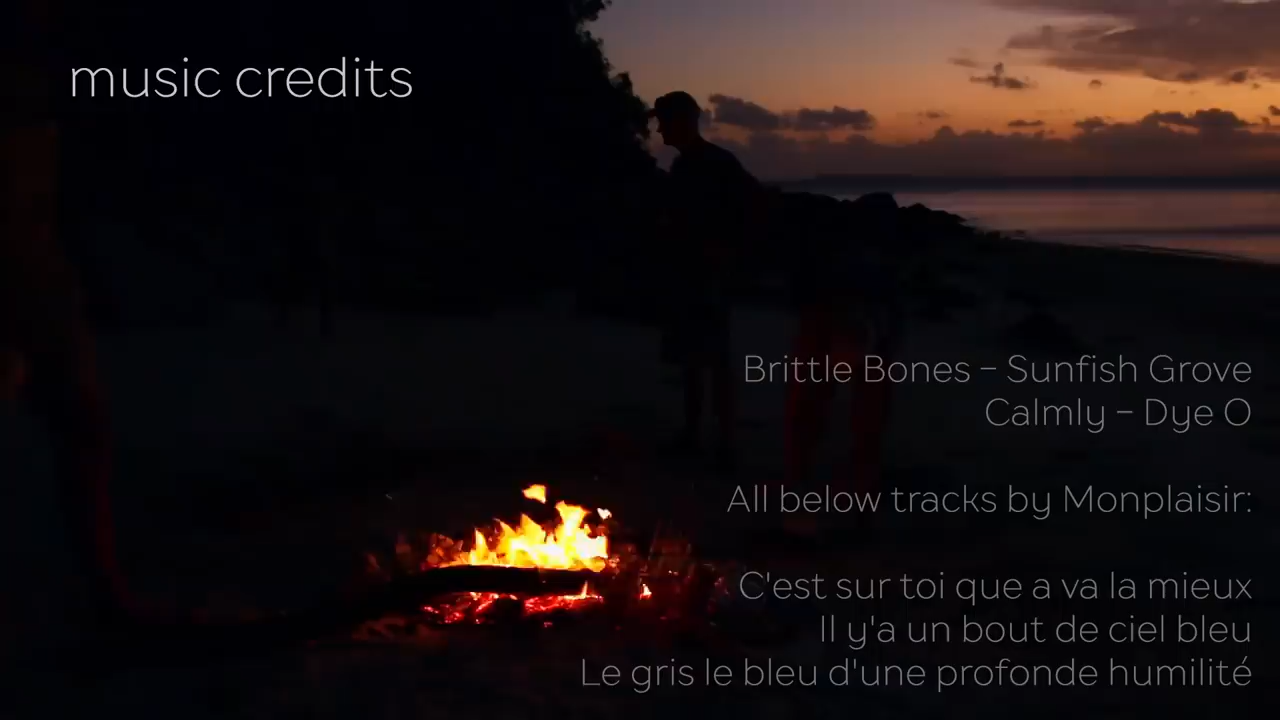 music credits
Brittle Bones – Sunfish Grove
Calmly – Dye O
All below tracks by Monplaisir:
C'est sur toi que a va la mieux
Il y'a un bout de ciel bleu
Le gris le bleu d'une profonde humilité